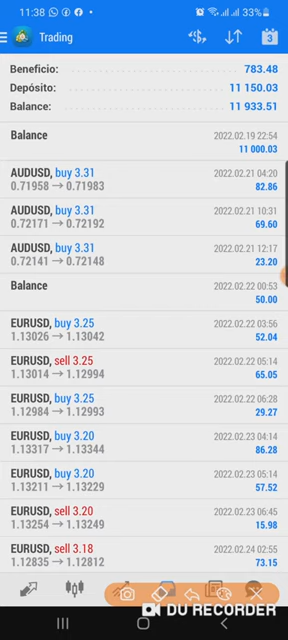 11:38
33%
Trading
3
Beneficio: 783.48
Depósito: 11 150.03
Balance: 11 933.51
Balance 2022.02.19 22:54
11 000.03
AUDUSD, buy 3.31 2022.02.21 04:20
0.71958 → 0.71983 82.86
AUDUSD, buy 3.31 2022.02.21 10:31
0.72171 → 0.72192 69.60
AUDUSD, buy 3.31 2022.02.21 12:17
0.72141 → 0.72148 23.20
Balance 2022.02.22 00:53
50.00
EURUSD, buy 3.25 2022.02.22 03:56
1.13026 → 1.13042 52.04
EURUSD, sell 3.25 2022.02.22 05:14
1.13014 → 1.12994 65.05
EURUSD, buy 3.25 2022.02.22 06:28
1.12984 → 1.12993 29.27
EURUSD, buy 3.20 2022.02.23 04:14
1.13317 → 1.13344 86.28
EURUSD, buy 3.20 2022.02.23 05:14
1.13211 → 1.13229 57.52
EURUSD, sell 3.20 2022.02.23 06:45
1.13254 → 1.13249 15.98
EURUSD, sell 3.18 2022.02.24 02:55
1.12835 → 1.12812 73.15
DU RECORDER